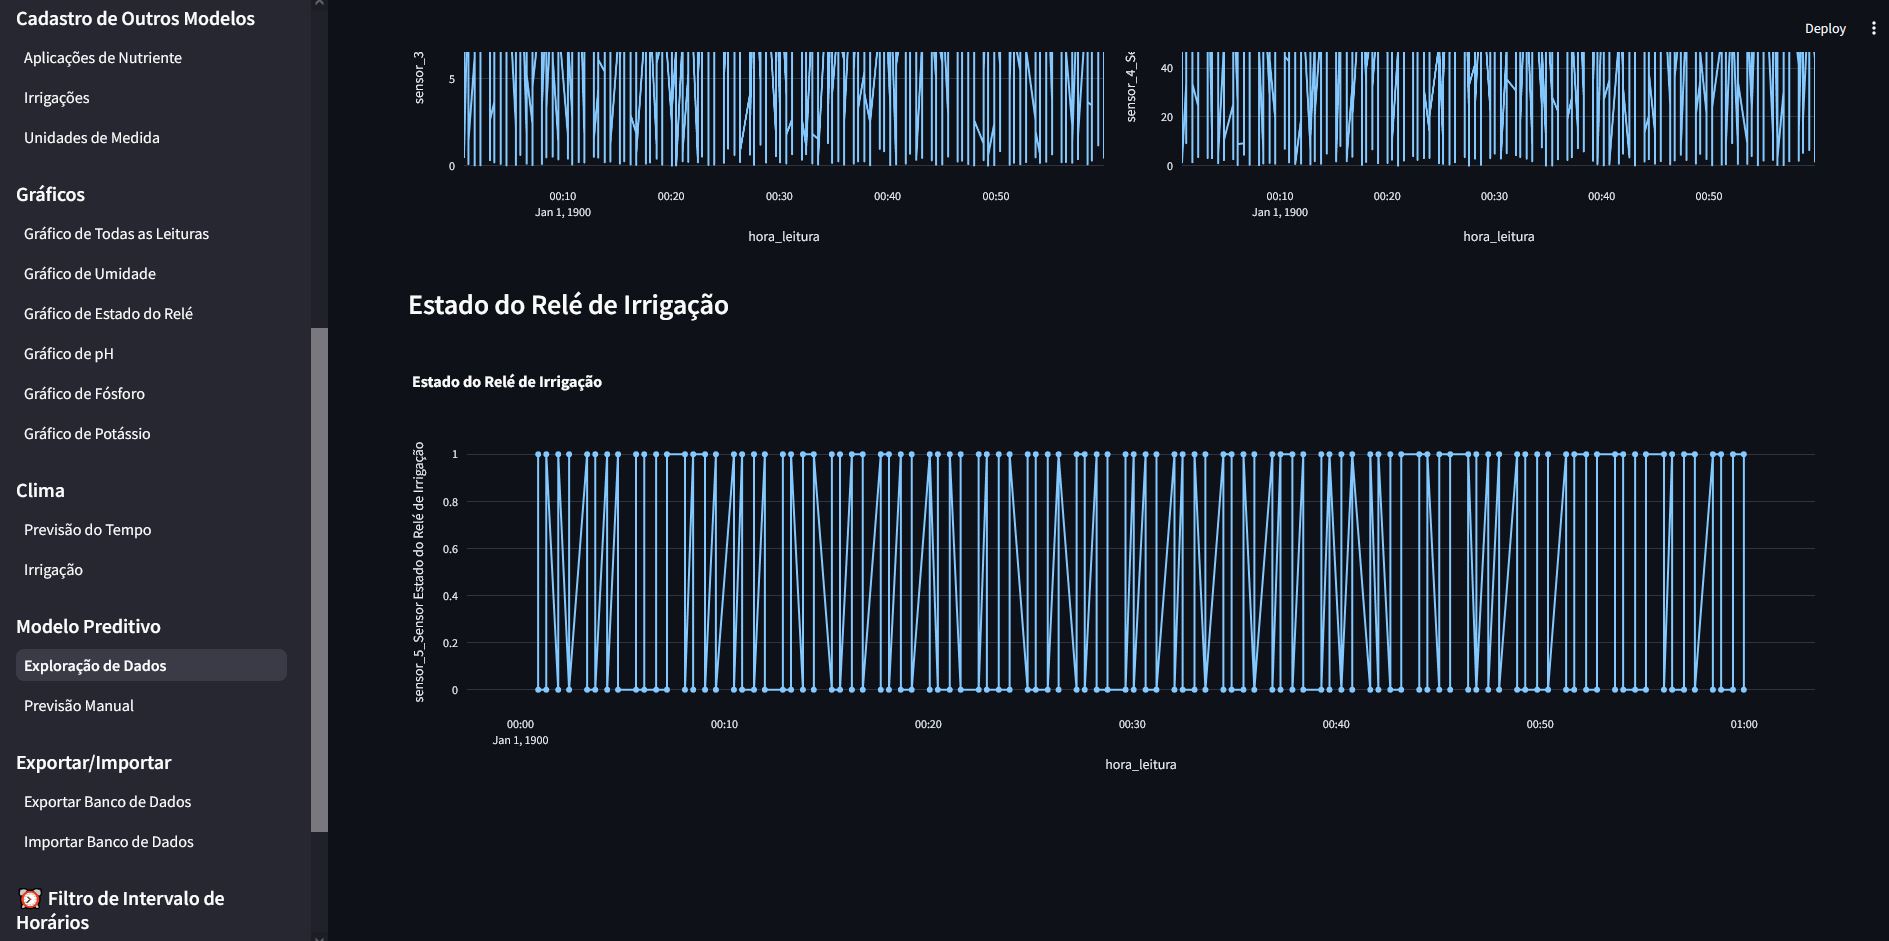 Cadastro de Outros Modelos
Aplicações de Nutriente
Irrigações
Unidades de Medida
Gráficos
Gráfico de Todas as Leituras
Gráfico de Umidade
Gráfico de Estado do Relé
Gráfico de pH
Gráfico de Fósforo
Gráfico de Potássio
Clima
Previsão do Tempo
Irrigação
Modelo Preditivo
Exploração de Dados
Previsão Manual
Exportar/Importar
Exportar Banco de Dados
Importar Banco de Dados
Filtro de Intervalo de
Horários
Deploy
sensor_3
5
0
00:10
Jan 1, 1900
00:20
00:30
00:40
00:50
hora_leitura
sensor_4_Se
40
20
0
00:10
Jan 1, 1900
00:20
00:30
00:40
00:50
hora_leitura
Estado do Relé de Irrigação
Estado do Relé de Irrigação
sensor_5_Sensor Estado do Relé de Irrigação
1
0.8
0.6
0.4
0.2
0
00:00
Jan 1, 1900
00:10
00:20
00:30
00:40
00:50
01:00
hora_leitura